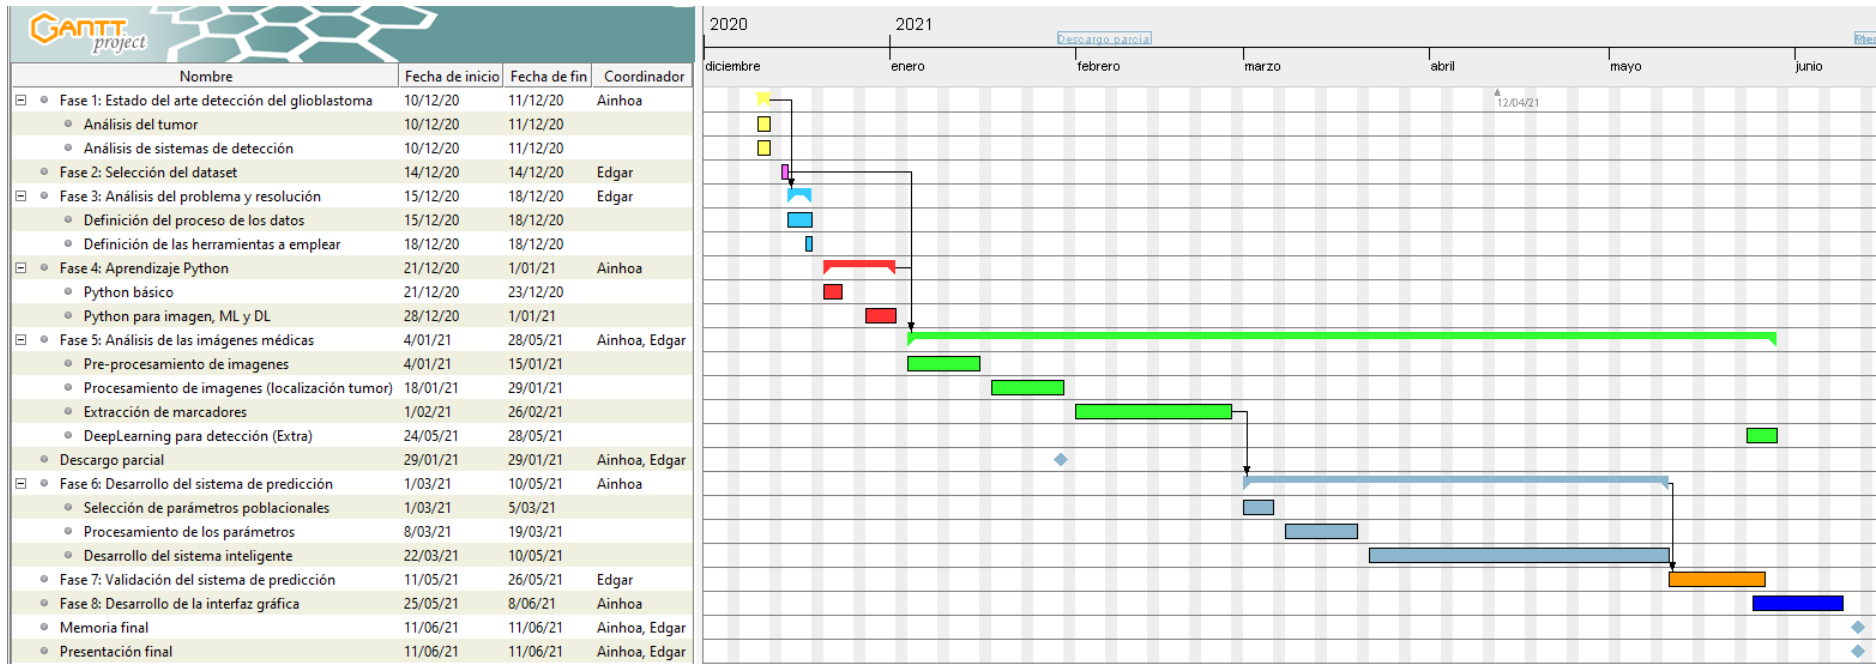 GANTT
project
2020 2021
Descargo parcial
diciembre enero febrero marzo abril mayo junio
Nombre Fecha de inicio Fecha de fin Coordinador
12/04/21
Fase 1: Estado del arte detección del glioblastoma 10/12/20 11/12/20 Ainhoa
Análisis del tumor 10/12/20 11/12/20
Análisis de sistemas de detección 10/12/20 11/12/20
Fase 2: Selección del dataset 14/12/20 14/12/20 Edgar
Fase 3: Análisis del problema y resolución 15/12/20 18/12/20 Edgar
Definición del proceso de los datos 15/12/20 18/12/20
Definición de las herramientas a emplear 18/12/20 18/12/20
Fase 4: Aprendizaje Python 21/12/20 1/01/21 Ainhoa
Python básico 21/12/20 23/12/20
Python para imagen, ML y DL 28/12/20 1/01/21
Fase 5: Análisis de las imágenes médicas 4/01/21 28/05/21 Ainhoa, Edgar
Pre-procesamiento de imagenes 4/01/21 15/01/21
Procesamiento de imagenes (localización tumor) 18/01/21 29/01/21
Extracción de marcadores 1/02/21 26/02/21
DeepLearning para detección (Extra) 24/05/21 28/05/21
Descargo parcial 29/01/21 29/01/21 Ainhoa, Edgar
Fase 6: Desarrollo del sistema de predicción 1/03/21 10/05/21 Ainhoa
Selección de parámetros poblacionales 1/03/21 5/03/21
Procesamiento de los parámetros 8/03/21 19/03/21
Desarrollo del sistema inteligente 22/03/21 10/05/21
Fase 7: Validación del sistema de predicción 11/05/21 26/05/21 Edgar
Fase 8: Desarrollo de la interfaz gráfica 25/05/21 8/06/21 Ainhoa
Memoria final 11/06/21 11/06/21 Ainhoa, Edgar
Presentación final 11/06/21 11/06/21 Ainhoa, Edgar